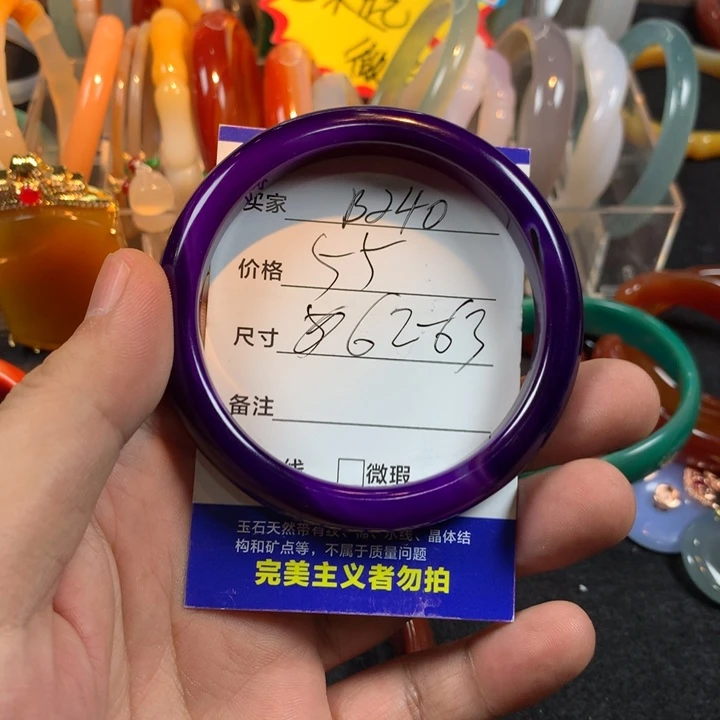 买家 B240
价格 55
尺寸 62-63
备注
微瑕
玉石天然带有纹、棉、水线、晶体结
构和矿点等，不属于质量问题
完美主义者勿拍